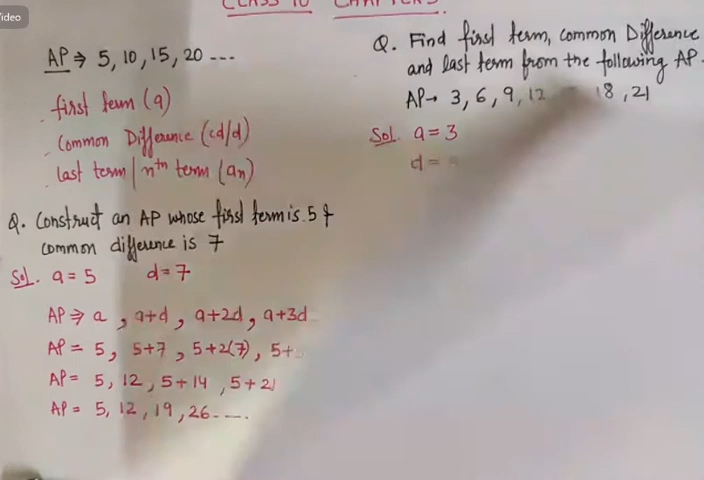 ideo
CLASS 10 CHAPTER
AP ⇒ 5, 10, 15, 20 ---
first term (a)
Common Difference (cd/d)
last term / nᵗʰ term (an)
Q. Construct an AP whose first term is 5 &
common difference is 7
Sol. a = 5 d = 7
AP ⇒ a, a+d, a+2d, a+3d
AP = 5, 5+7, 5+2(7), 5+
AP = 5, 12, 5+14, 5+21
AP = 5, 12, 19, 26 ----.
Q. Find first term, common Difference
and last term from the following AP.
AP→ 3, 6, 9, 12 18, 21
Sol. a = 3
d =